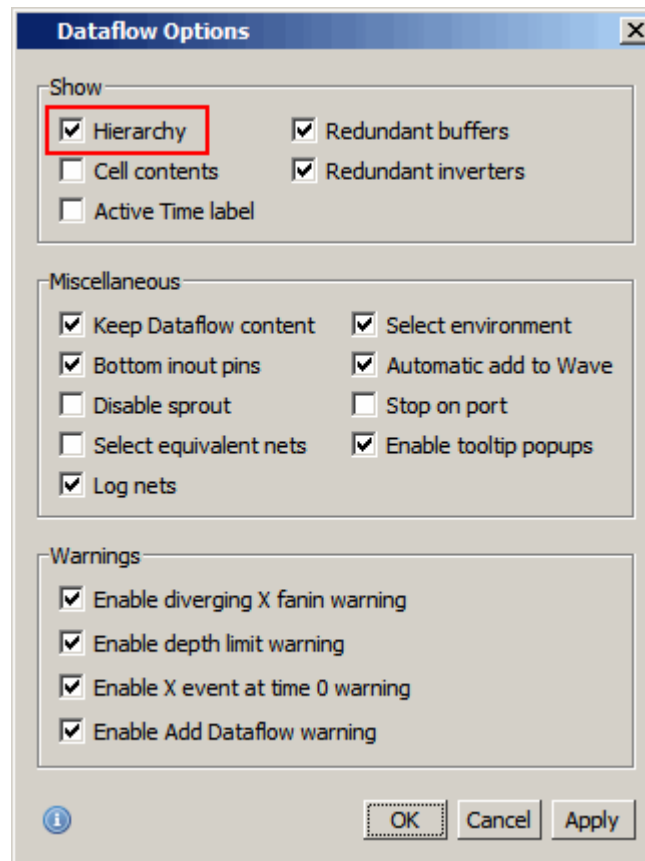 Dataflow Options
Show
Hierarchy
Redundant buffers
Cell contents
Redundant inverters
Active Time label
Miscellaneous
Keep Dataflow content
Select environment
Bottom inout pins
Automatic add to Wave
Disable sprout
Stop on port
Select equivalent nets
Enable tooltip popups
Log nets
Warnings
Enable diverging X fanin warning
Enable depth limit warning
Enable X event at time 0 warning
Enable Add Dataflow warning
OK
Cancel
Apply